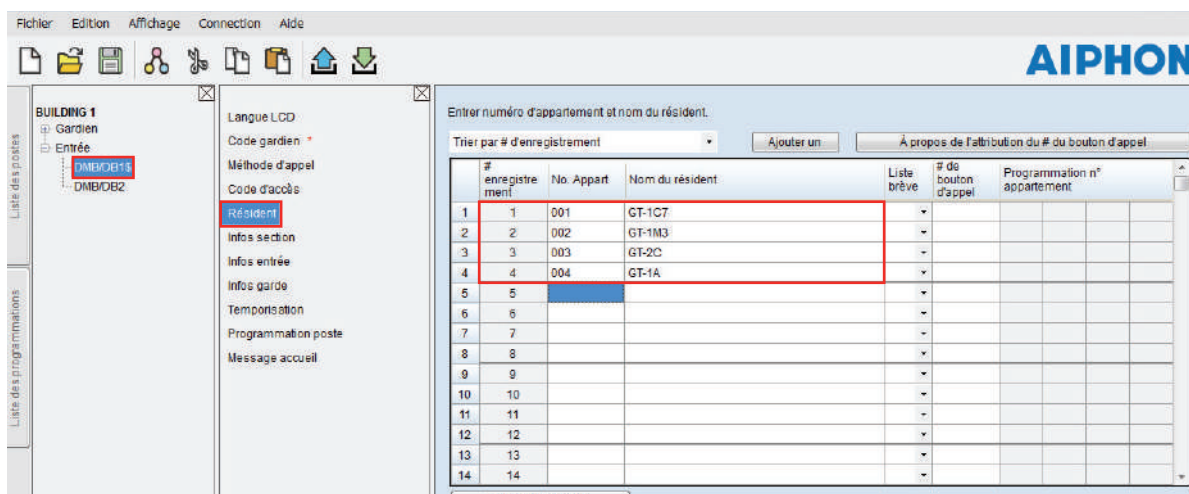 Fichier Edition Affichage Connection Aide
AIPHON
Liste des postes
Liste des programmations
BUILDING 1
Gardien
Entrée
DMB/DB1$
DMB/DB2
Langue LCD
Code gardien *
Méthode d'appel
Code d'accès
Résident
Infos section
Infos entrée
Infos garde
Temporisation
Programmation poste
Message accueil
Entrer numéro d'appartement et nom du résident.
Trier par # d'enregistrement Ajouter un À propos de l'attribution du # du bouton d'appel
# enregistre ment No. Appart Nom du résident Liste brève # de bouton d'appel Programmation n° appartement
1 1 001 GT-1C7
2 2 002 GT-1M3
3 3 003 GT-2C
4 4 004 GT-1A
5 5
6 6
7 7
8 8
9 9
10 10
11 11
12 12
13 13
14 14